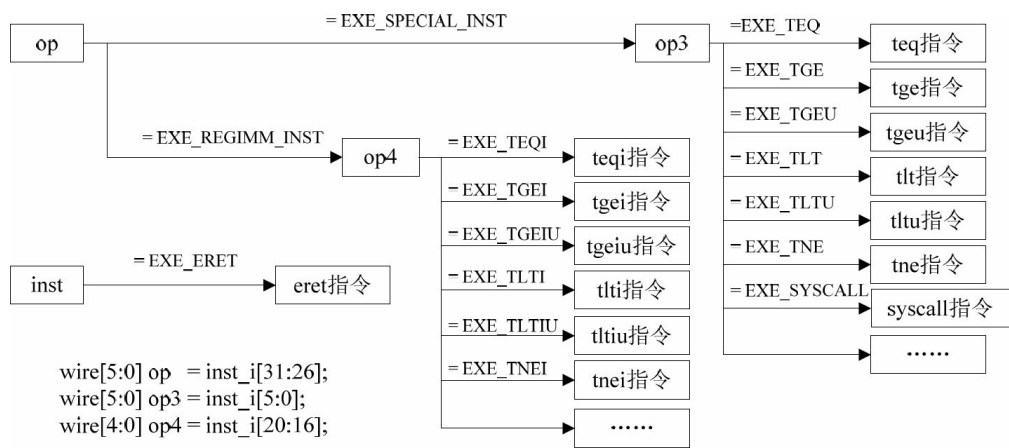 = EXE_SPECIAL_INST
op
op3
=EXE_TEQ
teq指令
=EXE_TGE
tge指令
=EXE_TGEU
tgeu指令
=EXE_TLT
tlt指令
=EXE_TLTU
tltu指令
=EXE_TNE
tne指令
=EXE_SYSCALL
syscall指令
……
= EXE_REGIMM_INST
op4
=EXE_TEQI
teqi指令
=EXE_TGEI
tgei指令
=EXE_TGEIU
tgeiu指令
=EXE_TLTI
tlti指令
=EXE_TLTIU
tltiu指令
=EXE_TNEI
tnei指令
……
inst
=EXE_ERET
eret指令
wire[5:0] op = inst_i[31:26];
wire[5:0] op3 = inst_i[5:0];
wire[4:0] op4 = inst_i[20:16];